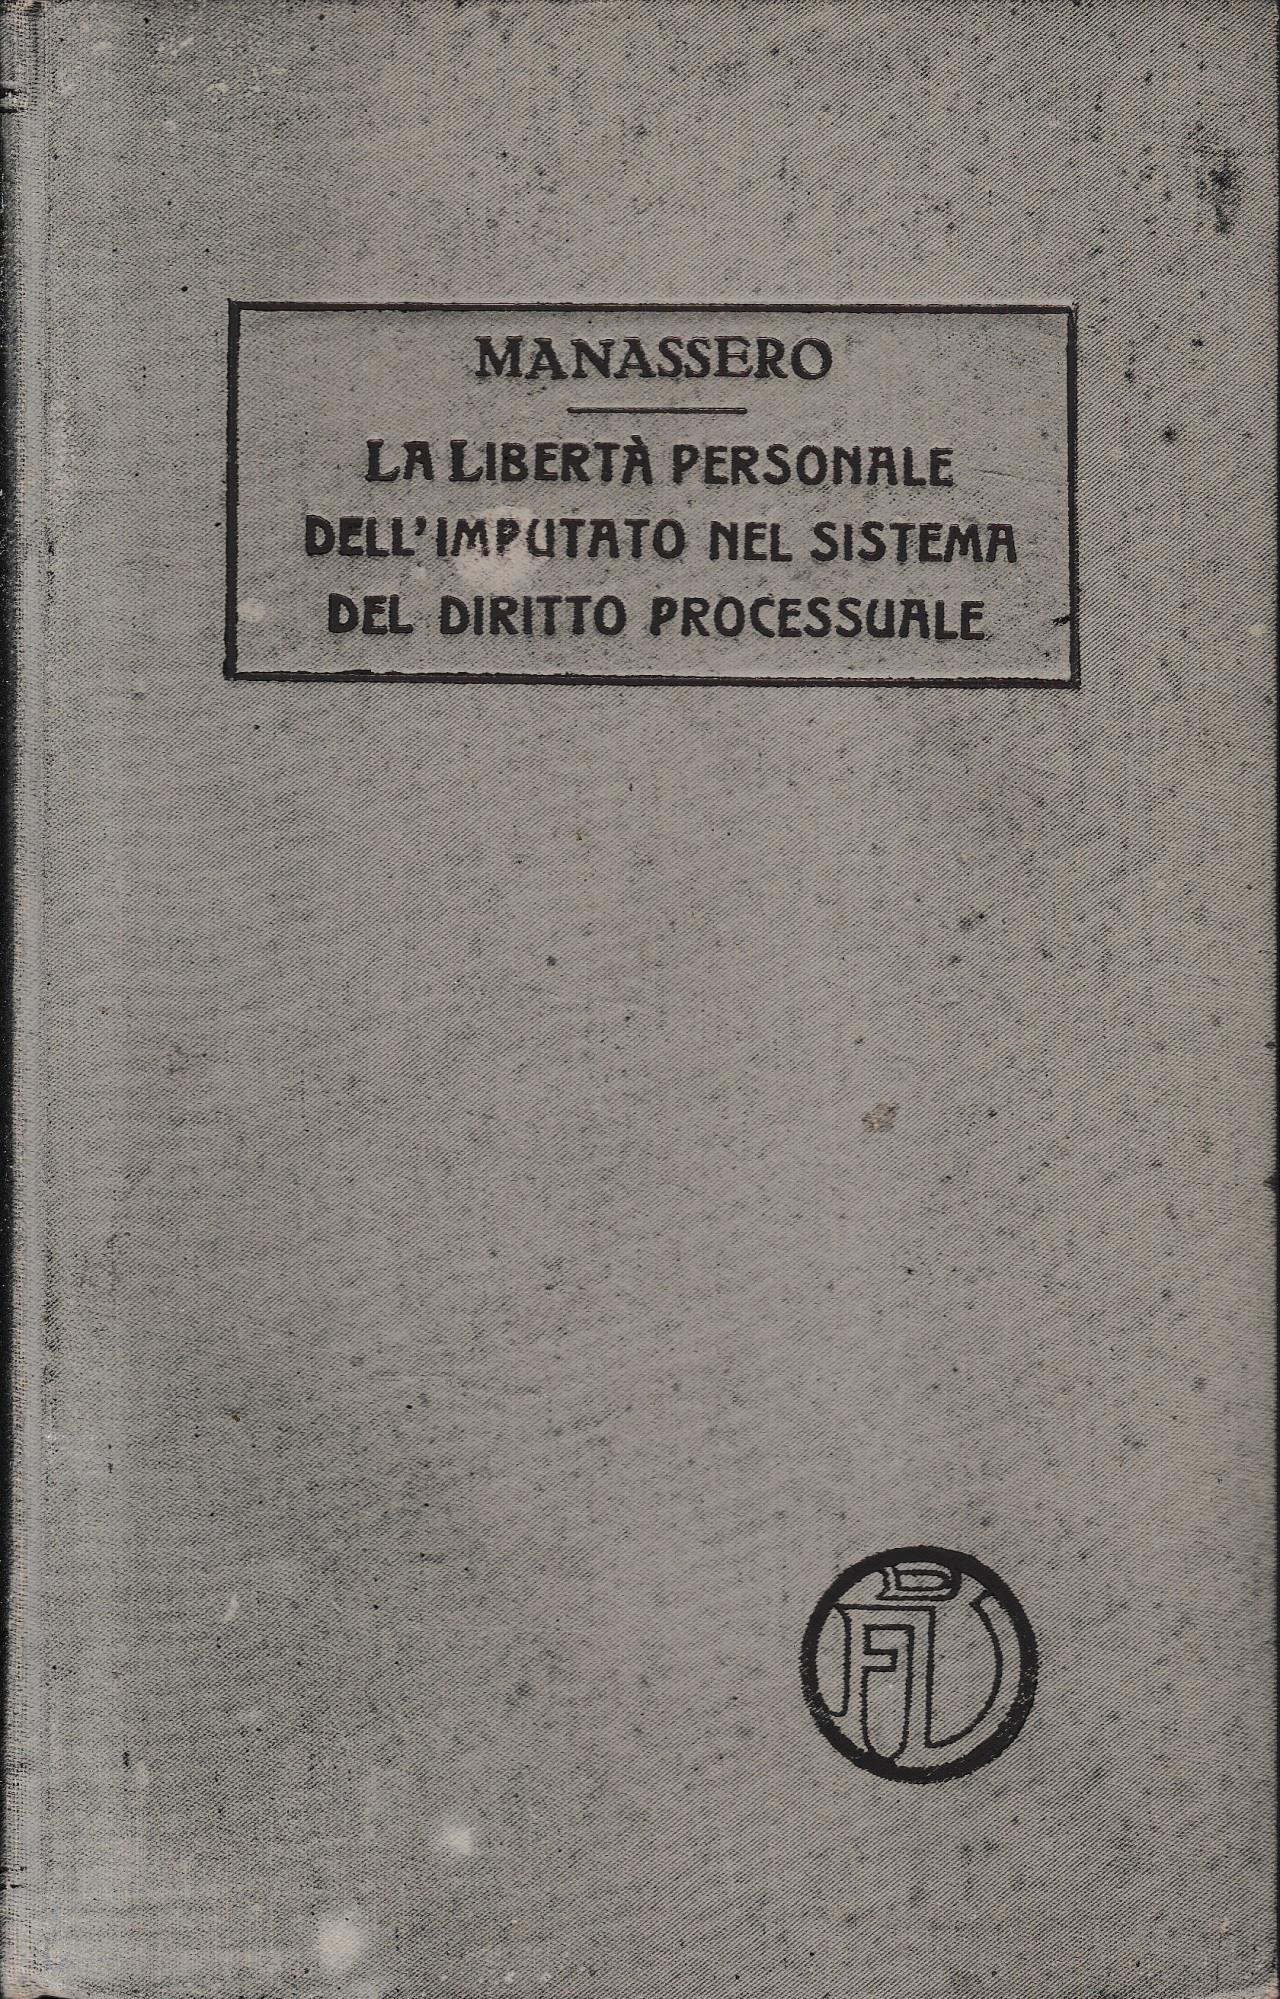 MANASSERO
LA LIBERTÀ PERSONALE
DELL'IMPUTATO NEL SISTEMA
DEL DIRITTO PROCESSUALE